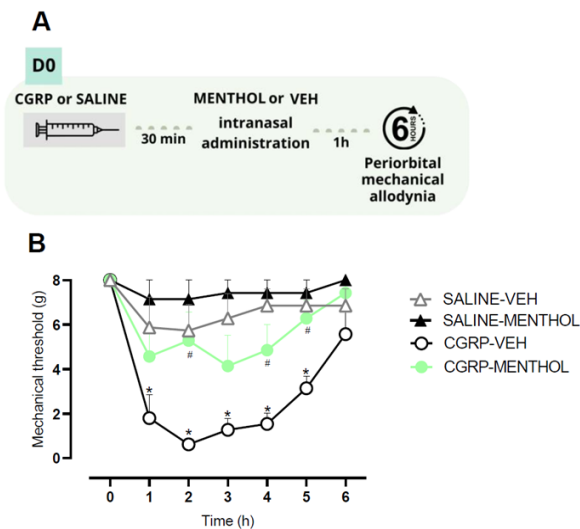 A
D0
CGRP or SALINE
30 min
MENTHOL or VEH
intranasal
administration
1h
6 HOURS
Periorbital
mechanical
allodynia
B
Mechanical threshold (g)
8
6
4
2
0
* * * * *
# # #
0 1 2 3 4 5 6
Time (h)
SALINE-VEH
SALINE-MENTHOL
CGRP-VEH
CGRP-MENTHOL